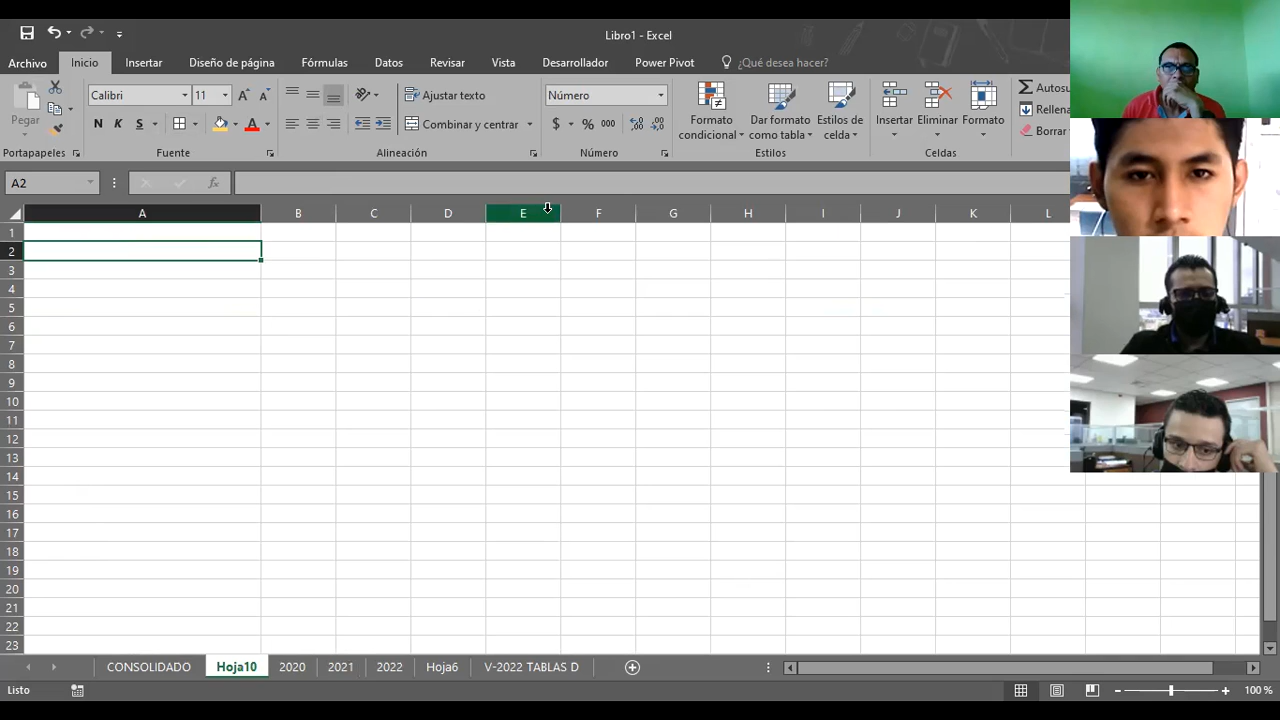 Libro1 - Excel
Archivo Inicio Insertar Diseño de página Fórmulas Datos Revisar Vista Desarrollador Power Pivot ¿Qué desea hacer?
Pegar
Calibri 11
N K S
Ajustar texto
Combinar y centrar
Número
$ % 000
Formato condicional
Dar formato como tabla
Estilos de celda
Insertar Eliminar Formato
Autosu
Rellena
Borrar
Portapapeles Fuente Alineación Número Estilos Celdas
A2 fx
A B C D E F G H I J K L
1
2
3
4
5
6
7
8
9
10
11
12
13
14
15
16
17
18
19
20
21
22
23
CONSOLIDADO Hoja10 2020 2021 2022 Hoja6 V-2022 TABLAS D
Listo 100 %